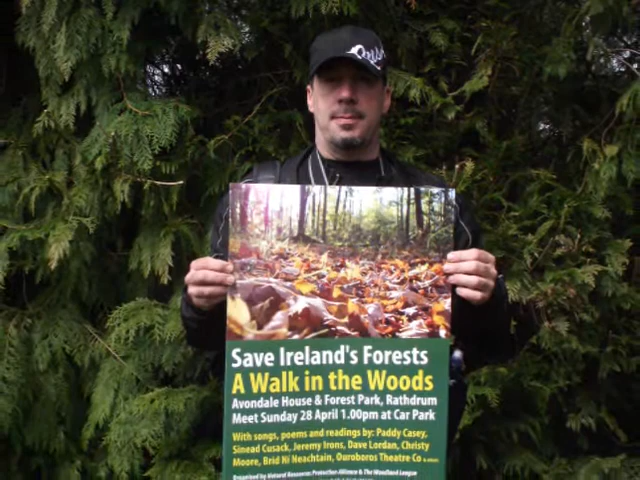 Save Ireland's Forests
A Walk in the Woods
Avondale House & Forest Park, Rathdrum
Meet Sunday 28 April 1.00pm at Car Park
With songs, poems and readings by: Paddy Casey,
Sinead Cusack, Jeremy Irons, Dave Lordan, Christy
Moore, Brid Ní Neachtain, Ouroboros Theatre Co
Organised by Natural Resources Protection Alliance & The Woodland League